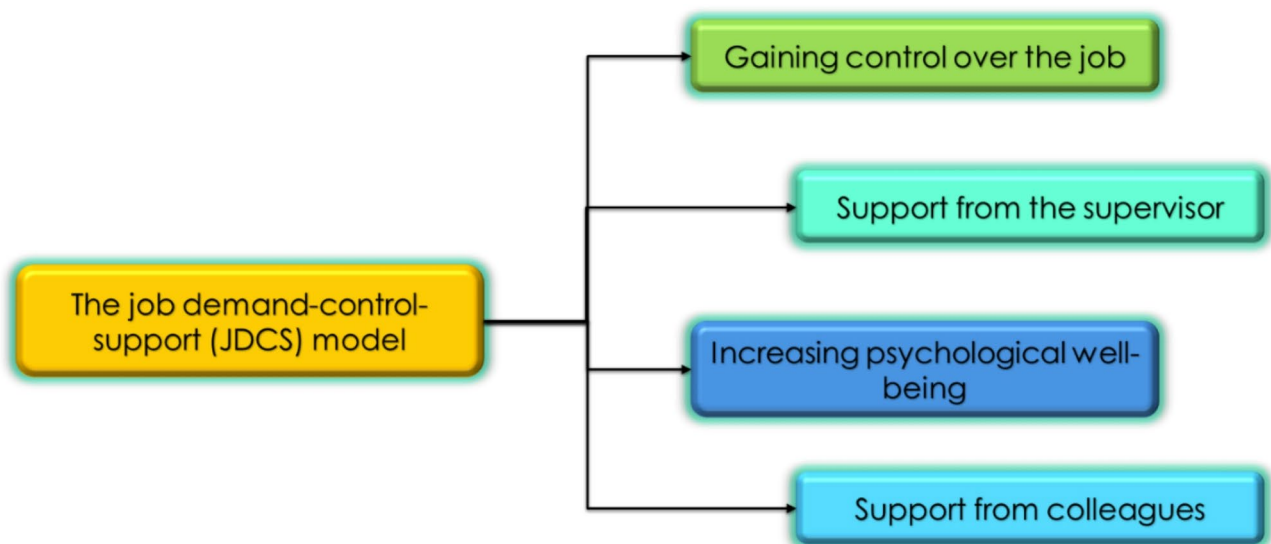 Gaining control over the job
Support from the supervisor
The job demand-control-
support (JDCS) model
Increasing psychological well-
being
Support from colleagues